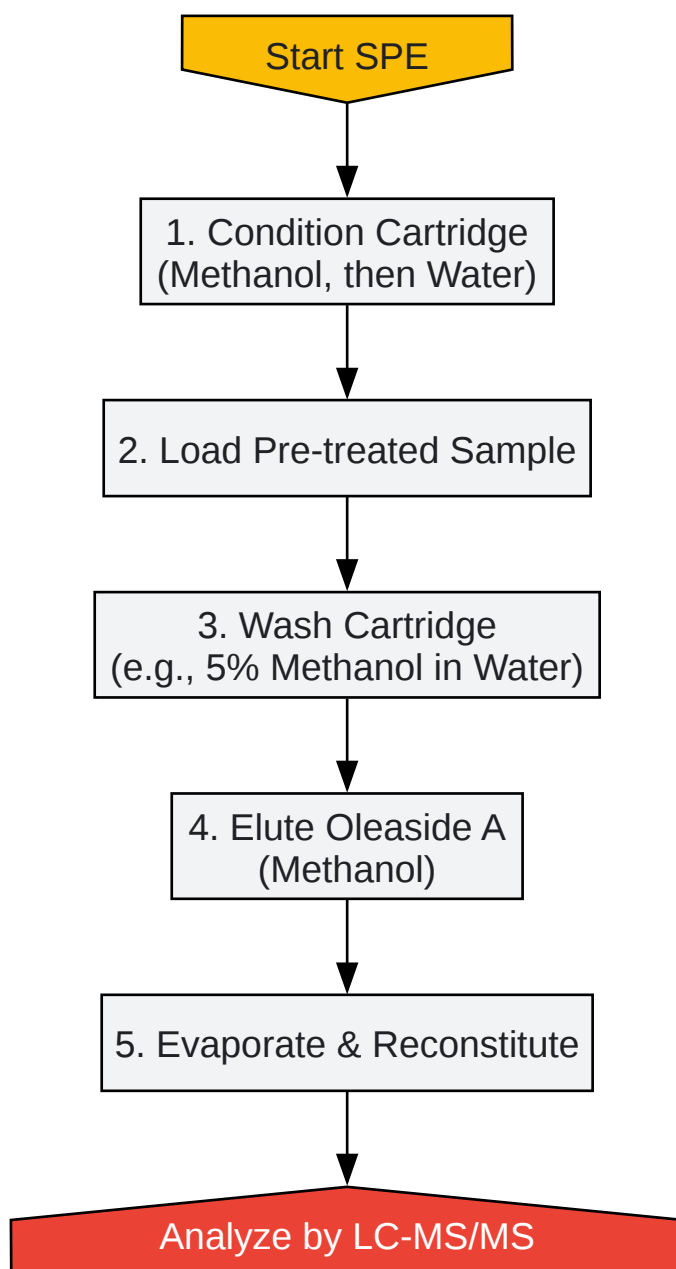 Start SPE
1. Condition Cartridge
(Methanol, then Water)
2. Load Pre-treated Sample
3. Wash Cartridge
(e.g., 5% Methanol in Water)
4. Elute Oleaside A
(Methanol)
5. Evaporate & Reconstitute
Analyze by LC-MS/MS